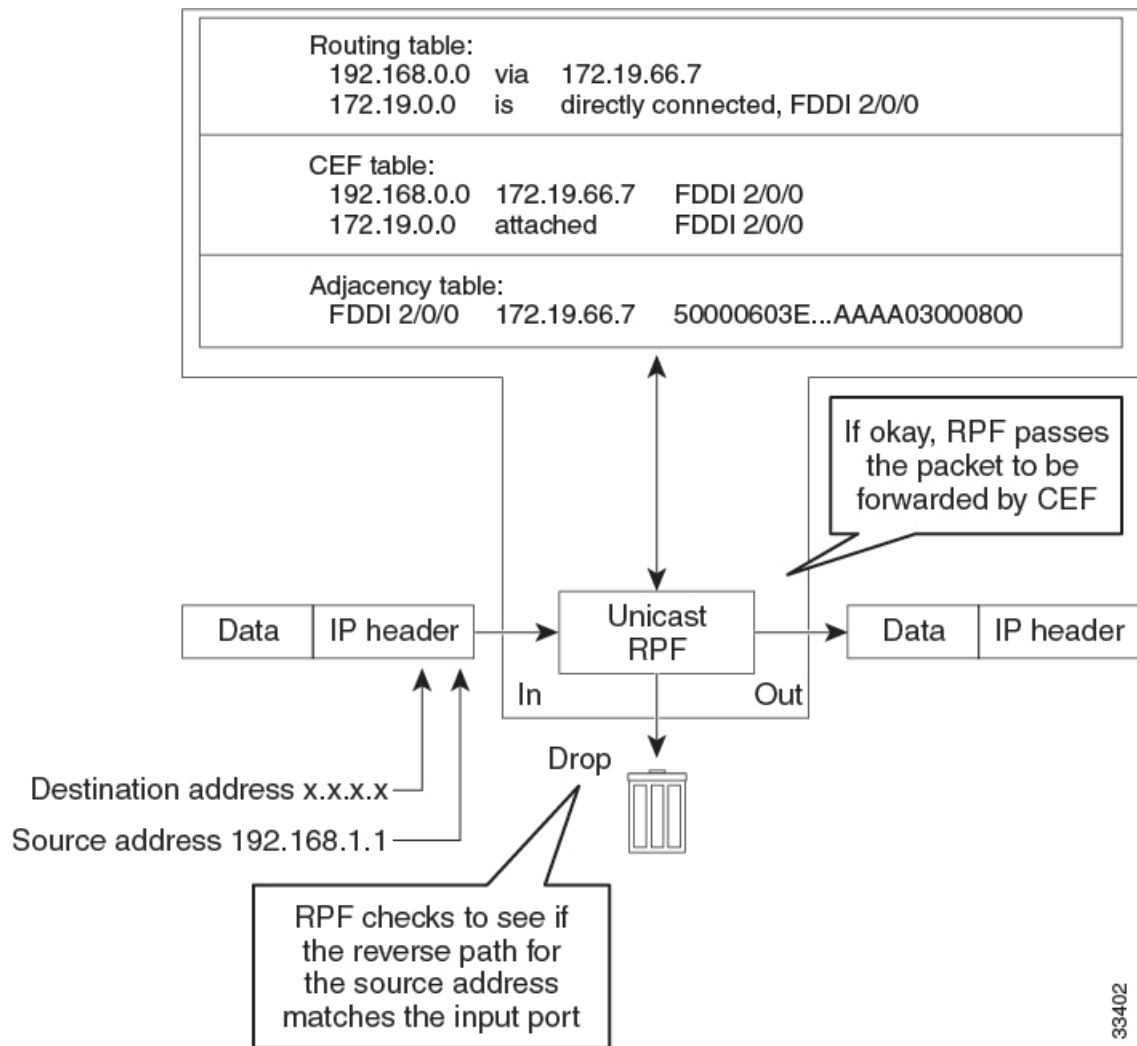 Routing table:
192.168.0.0 via 172.19.66.7
172.19.0.0 is directly connected, FDDI 2/0/0
CEF table:
192.168.0.0 172.19.66.7 FDDI 2/0/0
172.19.0.0 attached FDDI 2/0/0
Adjacency table:
FDDI 2/0/0 172.19.66.7 50000603E...AAAA03000800
If okay, RPF passes
the packet to be
forwarded by CEF
Data IP header
Unicast
RPF
Data IP header
In
Out
Drop
Destination address x.x.x.x
Source address 192.168.1.1
RPF checks to see if
the reverse path for
the source address
matches the input port
33402